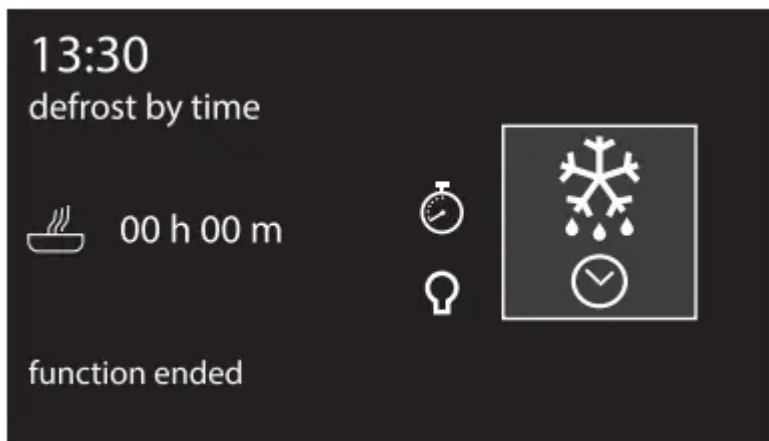 13:30
defrost by time
00 h 00 m
function ended